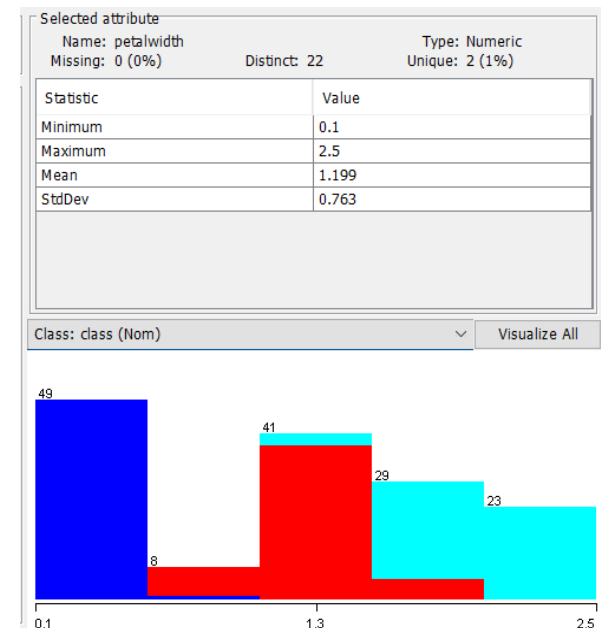 Selected attribute
Name: petalwidth Type: Numeric
Missing: 0 (0%) Distinct: 22 Unique: 2 (1%)
Statistic Value
Minimum 0.1
Maximum 2.5
Mean 1.199
StdDev 0.763
Class: class (Nom) Visualize All
49
41
29
23
8
0.1 1.3 2.5